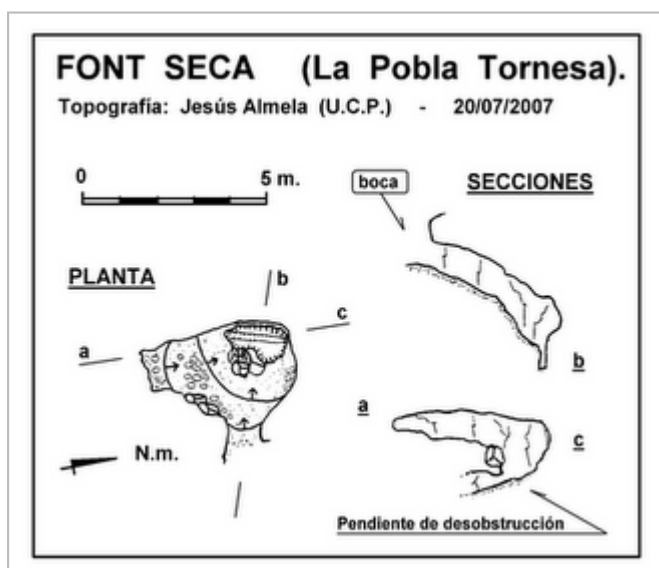 FONT SECA (La Pobla Tornesa).
Topografía: Jesús Almela (U.C.P.) - 20/07/2007
0 5 m.
boca
SECCIONES
PLANTA
b
c
a
b
a
c
N.m.
Pendiente de desobstrucción